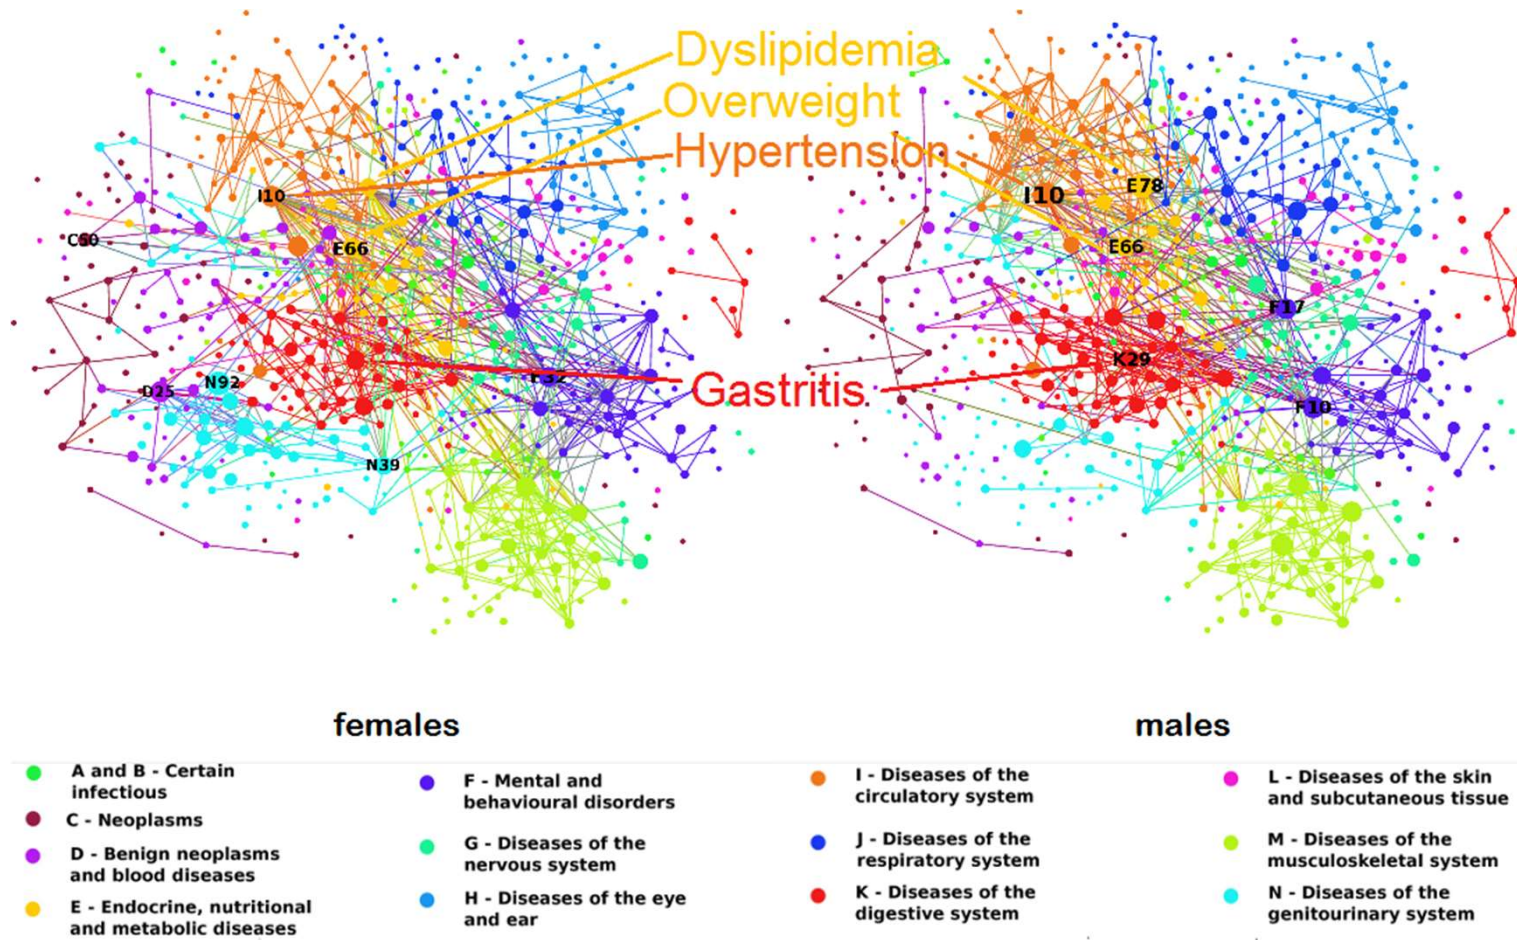 Dyslipidemia
Overweight
Hypertension
I10
C50
E66
I10
E78
E66
F17
K29
F32
Gastritis.
F10
D25
N92
N39
females
males
A and B - Certain
infectious
C - Neoplasms
D - Benign neoplasms
and blood diseases
E - Endocrine, nutritional
and metabolic diseases
F - Mental and
behavioural disorders
G - Diseases of the
nervous system
H - Diseases of the eye
and ear
I - Diseases of the
circulatory system
J - Diseases of the
respiratory system
K - Diseases of the
digestive system
L - Diseases of the skin
and subcutaneous tissue
M - Diseases of the
musculoskeletal system
N - Diseases of the
genitourinary system